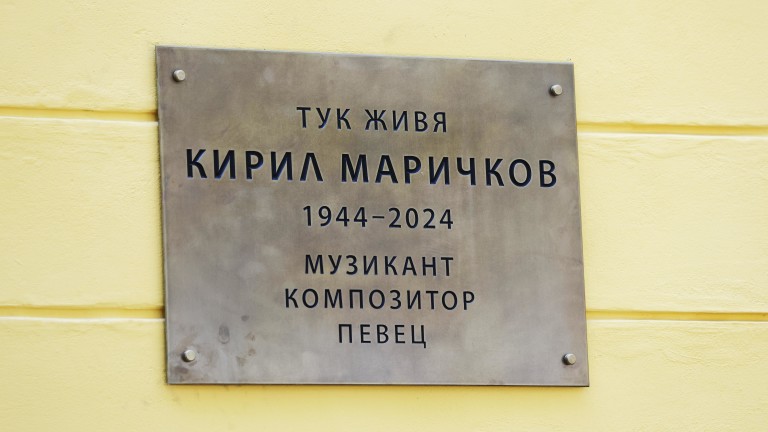 ТУК ЖИВЯ
КИРИЛ МАРИЧКОВ
1944–2024
МУЗИКАНТ
КОМПОЗИТОР
ПЕВЕЦ